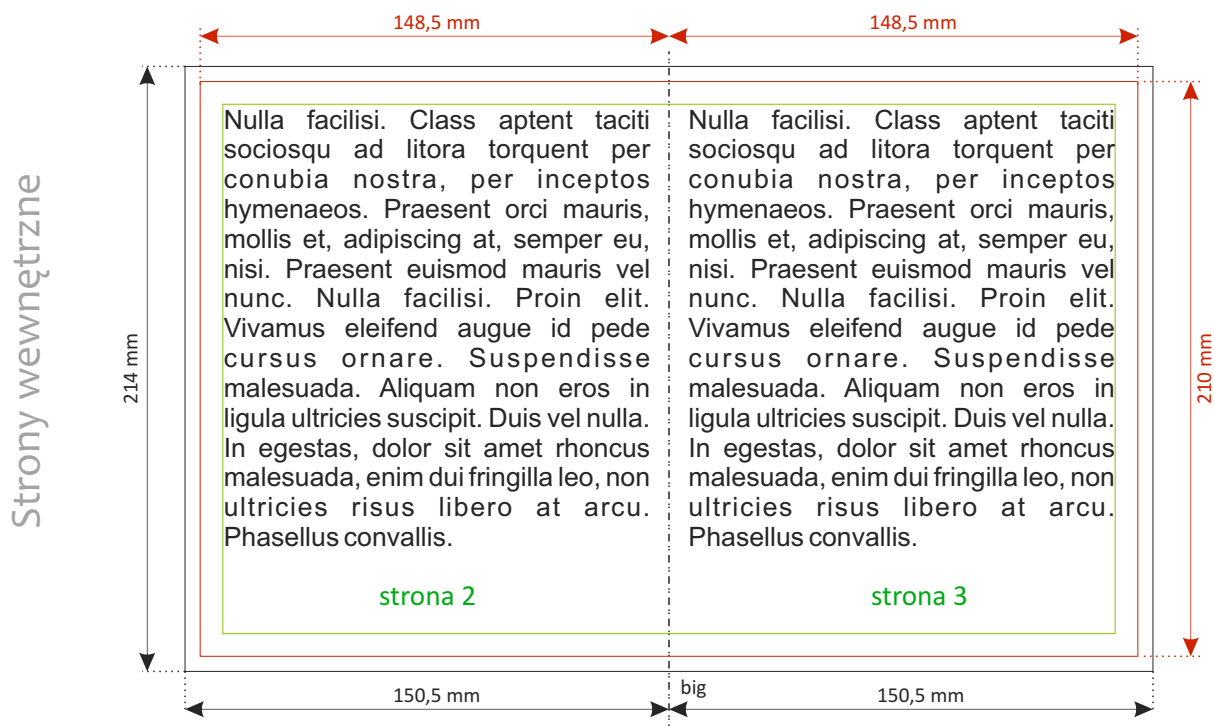 148,5 mm
148,5 mm
Strony wewnętrzne
214 mm
Nulla facilisi. Class aptent taciti
sociosqu ad litora torquent per
conubia nostra, per inceptos
hymenaeos. Praesent orci mauris,
mollis et, adipiscing at, semper eu,
nisi. Praesent euismod mauris vel
nunc. Nulla facilisi. Proin elit.
Vivamus eleifend augue id pede
cursus ornare. Suspendisse
malesuada. Aliquam non eros in
ligula ultricies suscipit. Duis vel nulla.
In egestas, dolor sit amet rhoncus
malesuada, enim dui fringilla leo, non
ultricies risus libero at arcu.
Phasellus convallis.
strona 2
Nulla facilisi. Class aptent taciti
sociosqu ad litora torquent per
conubia nostra, per inceptos
hymenaeos. Praesent orci mauris,
mollis et, adipiscing at, semper eu,
nisi. Praesent euismod mauris vel
nunc. Nulla facilisi. Proin elit.
Vivamus eleifend augue id pede
cursus ornare. Suspendisse
malesuada. Aliquam non eros in
ligula ultricies suscipit. Duis vel nulla.
In egestas, dolor sit amet rhoncus
malesuada, enim dui fringilla leo, non
ultricies risus libero at arcu.
Phasellus convallis.
strona 3
210 mm
150,5 mm
big
150,5 mm